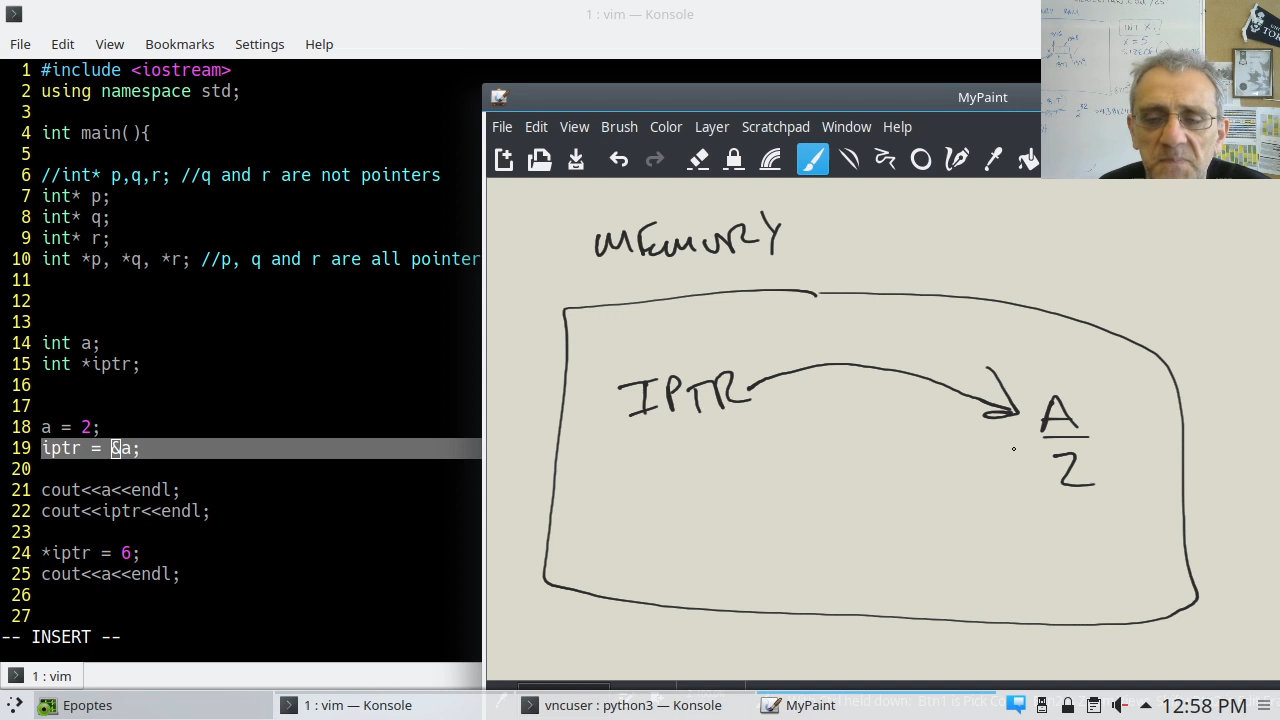 1 : vim — Konsole
File Edit View Bookmarks Settings Help
1 #include <iostream>
2 using namespace std;
3
4 int main(){
5
6 //int* p,q,r; //q and r are not pointers
7 int* p;
8 int* q;
9 int* r;
10 int *p, *q, *r; //p, q and r are all pointer
11
12
13
14 int a;
15 int *iptr;
16
17
18 a = 2;
19 iptr = &a;
20
21 cout<<a<<endl;
22 cout<<iptr<<endl;
23
24 *iptr = 6;
25 cout<<a<<endl;
26
27
-- INSERT --
1 : vim
MyPaint
File Edit View Brush Color Layer Scratchpad Window Help
MEMORY
IPTR
A
2
INT X;
X = 5
Epoptes
1 : vim — Konsole
vncuser : python3 — Konsole
MyPaint
12:58 PM